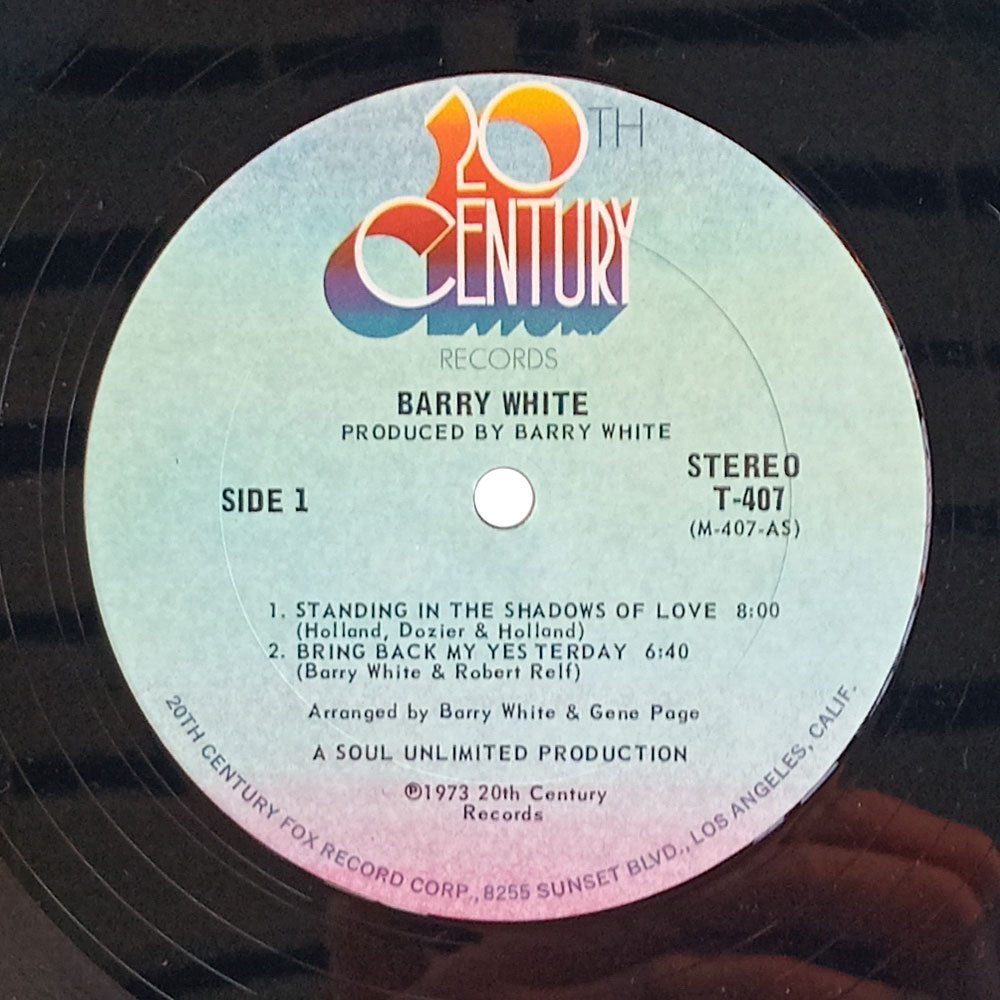 20TH
CENTURY
RECORDS
BARRY WHITE
PRODUCED BY BARRY WHITE
STEREO
SIDE 1
T-407
(M-407-AS)
1. STANDING IN THE SHADOWS OF LOVE 8:00
(Holland, Dozier & Holland)
2. BRING BACK MY YES TERDAY 6:40
(Barry White & Robert Relf)
Arranged by Barry White & Gene Page
A SOUL UNLIMITED PRODUCTION
℗1973 20th Century
Records
20TH CENTURY FOX RECORD CORP., 8255 SUNSET BLVD., LOS ANGELES, CALIF.